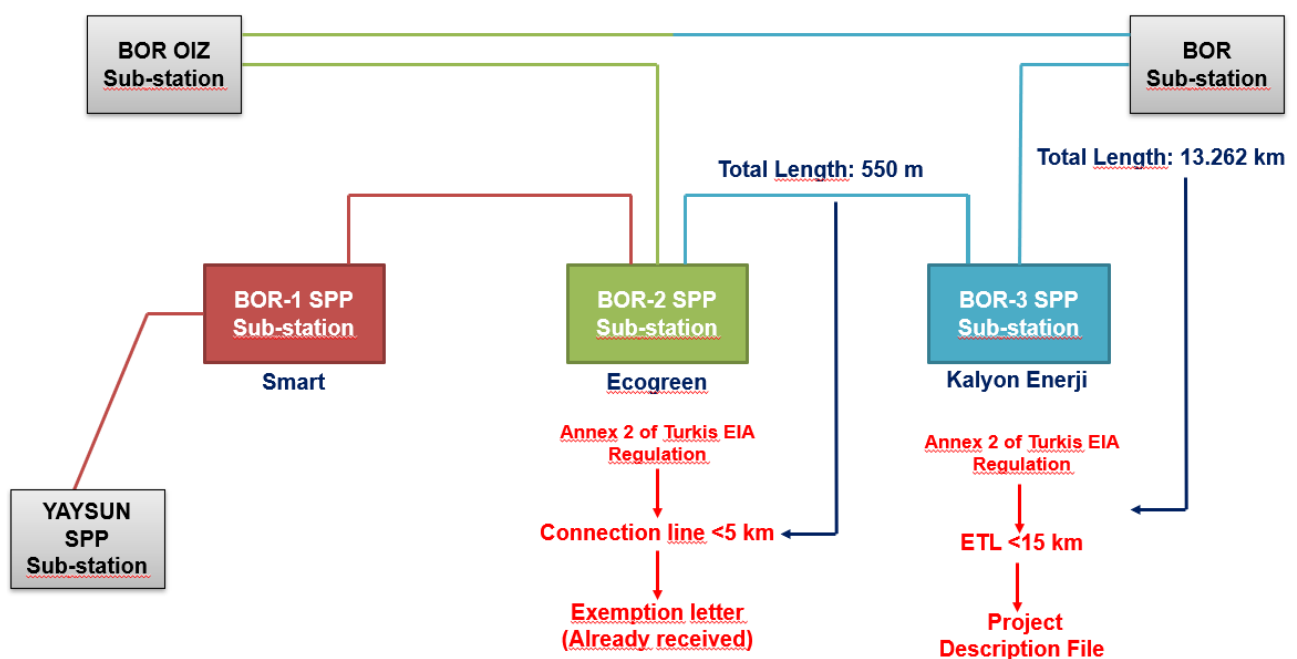 BOR OIZ
Sub-station
BOR
Sub-station
Total Length: 550 m
Total Length: 13.262 km
BOR-1 SPP
Sub-station
BOR-2 SPP
Sub-station
BOR-3 SPP
Sub-station
Smart
Ecogreen
Kalyon Enerji
Annex 2 of Turkis EIA
Regulation
Annex 2 of Turkis EIA
Regulation
YAYSUN
SPP
Sub-station
Connection line <5 km
ETL <15 km
Exemption letter
(Already received)
Project
Description File